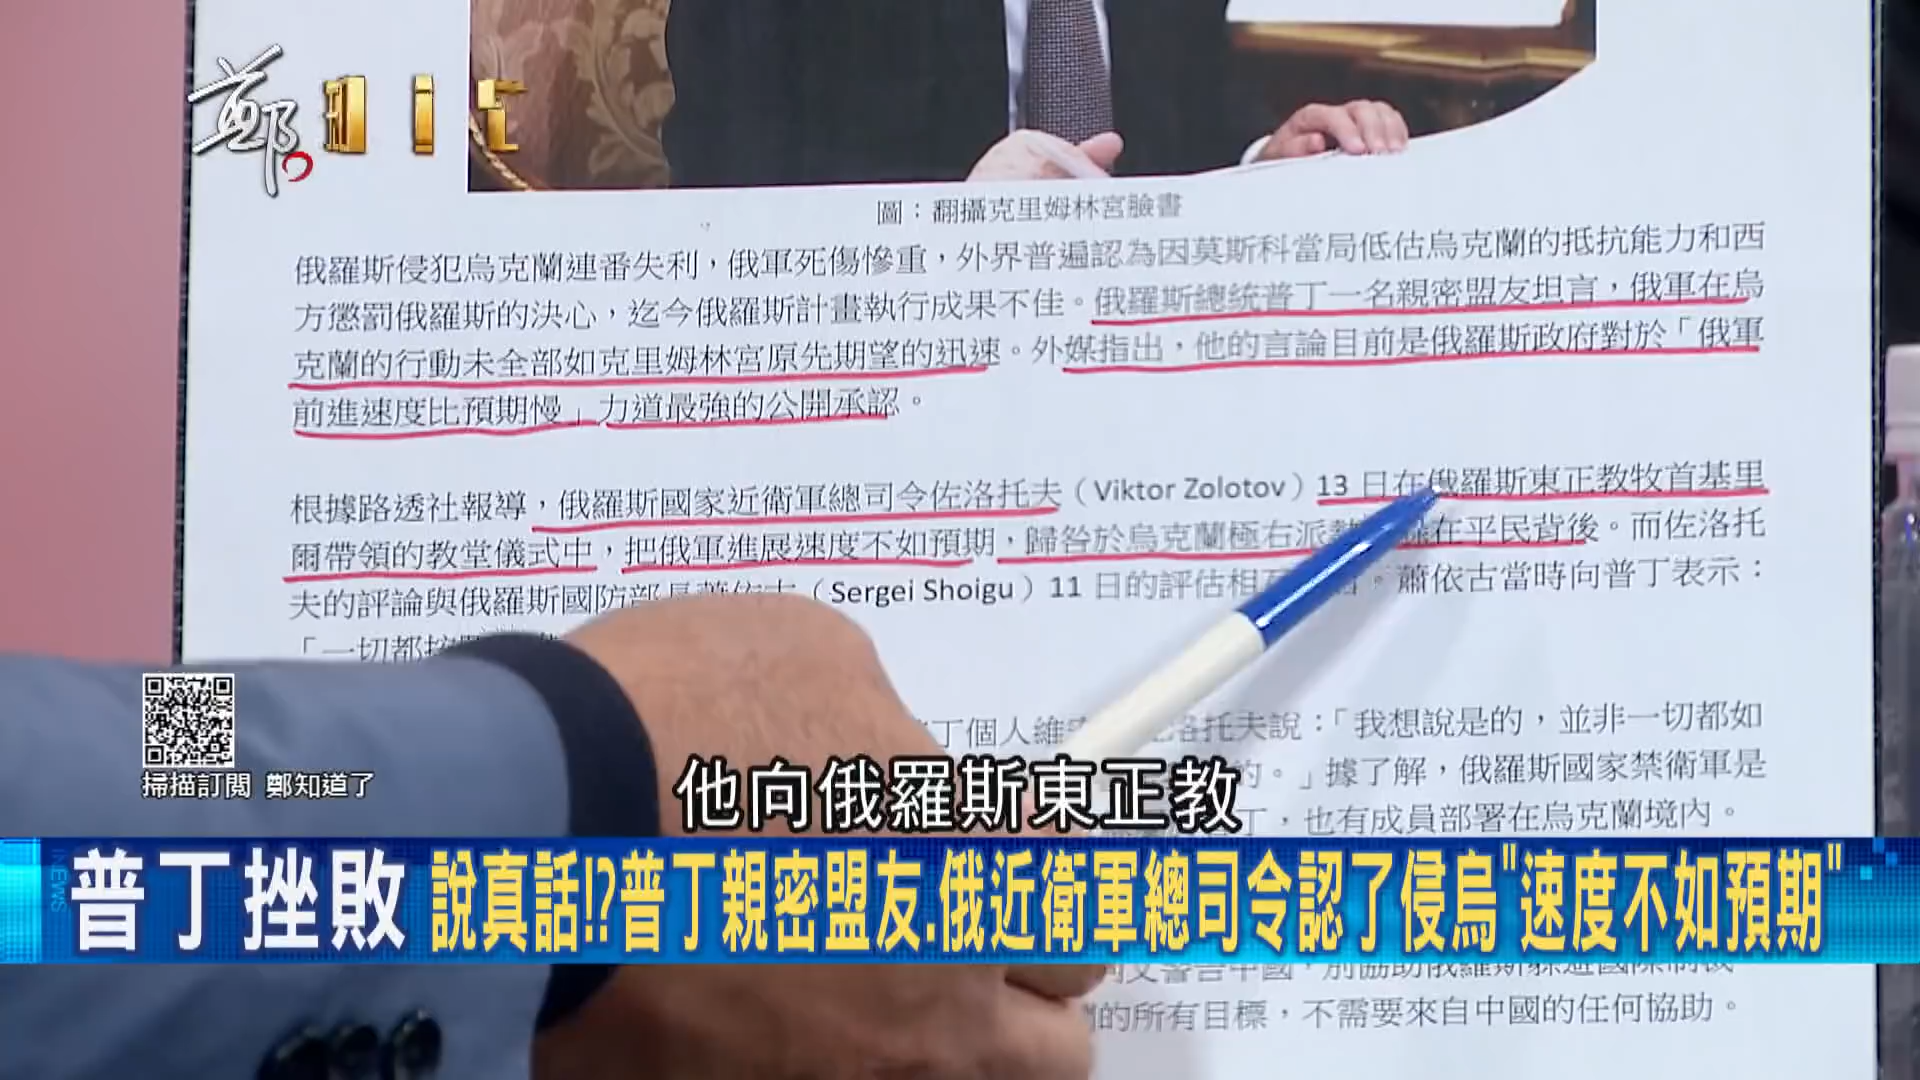 鄭
圖：翻攝克里姆林宮臉書
俄羅斯侵犯烏克蘭連番失利，俄軍死傷慘重，外界普遍認為因莫斯科當局低估烏克蘭的抵抗能力和西
方懲罰俄羅斯的決心，迄今俄羅斯計畫執行成果不佳。俄羅斯總統普丁一名親密盟友坦言，俄軍在烏
克蘭的行動未全部如克里姆林宮原先期望的迅速。外媒指出，他的言論目前是俄羅斯政府對於「俄軍
前進速度比預期慢」力道最強的公開承認。
根據路透社報導，俄羅斯國家近衛軍總司令佐洛托夫（Viktor Zolotov）13 日在俄羅斯東正教牧首基里
爾帶領的教堂儀式中，把俄軍進展速度不如預期，歸咎於烏克蘭極右派 在平民背後。而佐洛托
夫的評論與俄羅斯國防部長蕭依古（Sergei Shoigu）11 日的評估相 。蕭依古當時向普丁表示：
「一切都按
丁個人維 洛托夫說：「我想說是的，並非一切都如
的。」據了解，俄羅斯國家禁衛軍是
丁，也有成員部署在烏克蘭境內。
掃描訂閱 鄭知道了
他向俄羅斯東正教
INEWS
普丁挫敗 說真話!?普丁親密盟友.俄近衛軍總司令認了侵烏"速度不如預期"
的所有目標，不需要來自中國的任何協助。